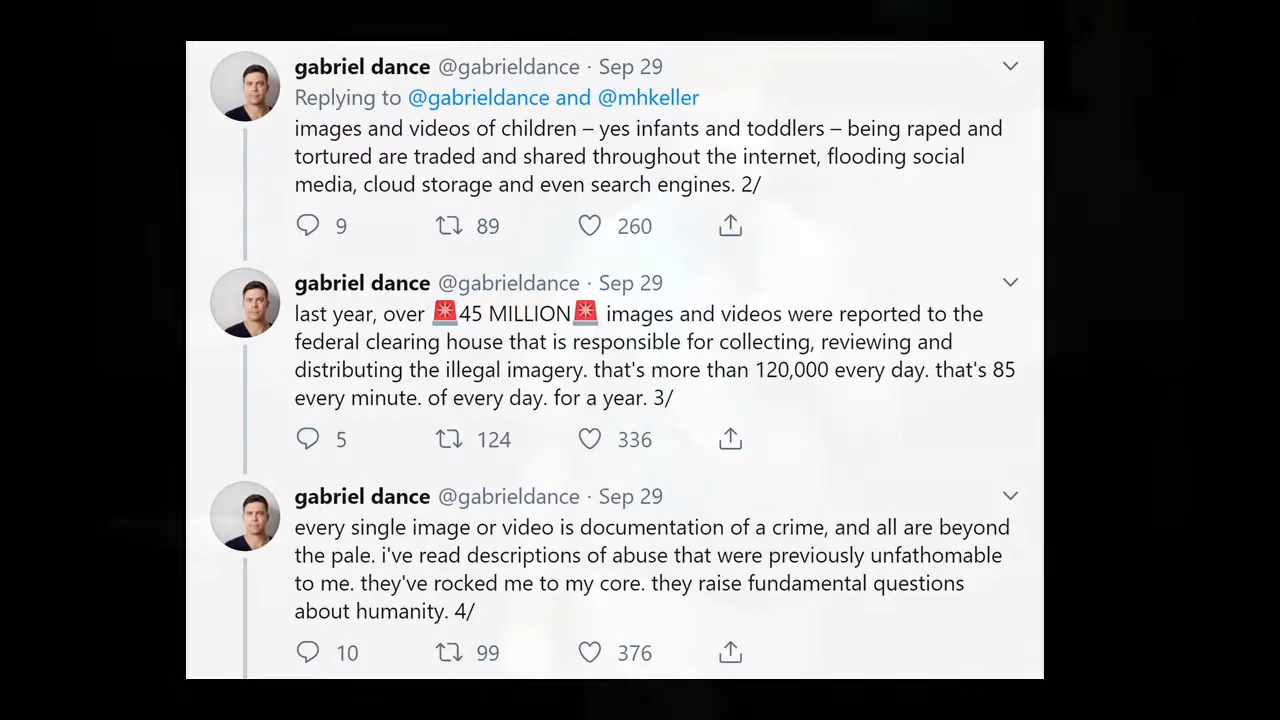 gabriel dance @gabrieldance · Sep 29
Replying to @gabrieldance and @mhkeller
images and videos of children – yes infants and toddlers – being raped and
tortured are traded and shared throughout the internet, flooding social
media, cloud storage and even search engines. 2/
9 89 260
gabriel dance @gabrieldance · Sep 29
last year, over 🚨45 MILLION🚨 images and videos were reported to the
federal clearing house that is responsible for collecting, reviewing and
distributing the illegal imagery. that's more than 120,000 every day. that's 85
every minute. of every day. for a year. 3/
5 124 336
gabriel dance @gabrieldance · Sep 29
every single image or video is documentation of a crime, and all are beyond
the pale. i've read descriptions of abuse that were previously unfathomable
to me. they've rocked me to my core. they raise fundamental questions
about humanity. 4/
10 99 376